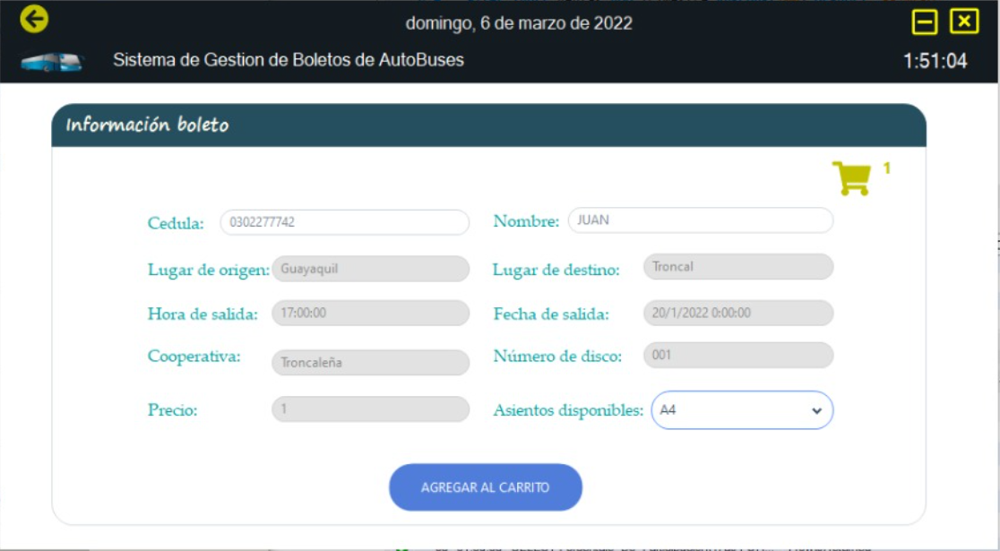 domingo, 6 de marzo de 2022
Sistema de Gestion de Boletos de AutoBuses
1:51:04
Información boleto
1
Cedula: 0302277742
Nombre: JUAN
Lugar de origen: Guayaquil
Lugar de destino: Troncal
Hora de salida: 17:00:00
Fecha de salida: 20/1/2022 0:00:00
Cooperativa: Troncaleña
Número de disco: 001
Precio: 1
Asientos disponibles: A4
AGREGAR AL CARRITO